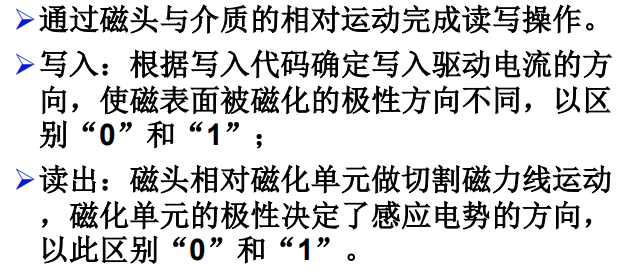 ➢通过磁头与介质的相对运动完成读写操作。
➢写入：根据写入代码确定写入驱动电流的方
向，使磁表面被磁化的极性方向不同，以区
别“0”和“1”；
➢读出：磁头相对磁化单元做切割磁力线运动
，磁化单元的极性决定了感应电势的方向，
以此区别“0”和“1”。